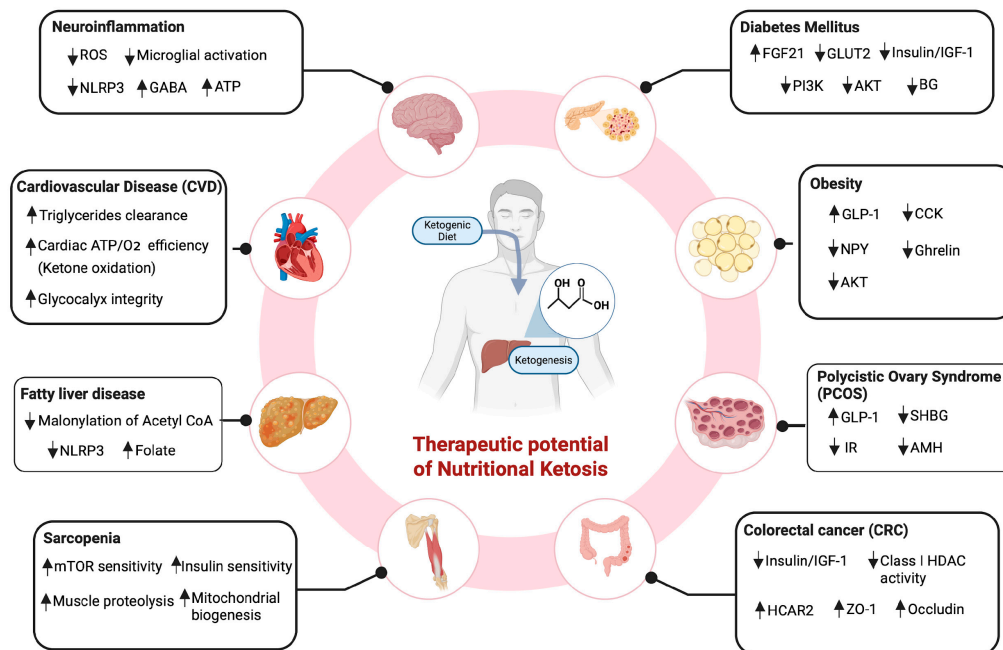 Neuroinflammation
↓ROS ↓Microglial activation
↓NLRP3 ↑GABA ↑ATP
Diabetes Mellitus
↑FGF21 ↓GLUT2 ↓Insulin/IGF-1
↓PI3K ↓AKT ↓BG
Cardiovascular Disease (CVD)
↑Triglycerides clearance
↑Cardiac ATP/O2 efficiency
(Ketone oxidation)
↑Glycocalyx integrity
Obesity
↑GLP-1 ↓CCK
↓NPY ↓Ghrelin
↓AKT
Ketogenic
Diet
OH
O
OH
Ketogenesis
Fatty liver disease
↓Malonylation of Acetyl CoA
↓NLRP3 ↑Folate
Polycistic Ovary Syndrome
(PCOS)
↑GLP-1 ↓SHBG
↓IR ↓AMH
Therapeutic potential
of Nutritional Ketosis
Sarcopenia
↑mTOR sensitivity ↑Insulin sensitivity
↑Muscle proteolysis ↑Mitochondrial
biogenesis
Colorectal cancer (CRC)
↓Insulin/IGF-1 ↓Class I HDAC
activity
↑HCAR2 ↑ZO-1 ↑Occludin